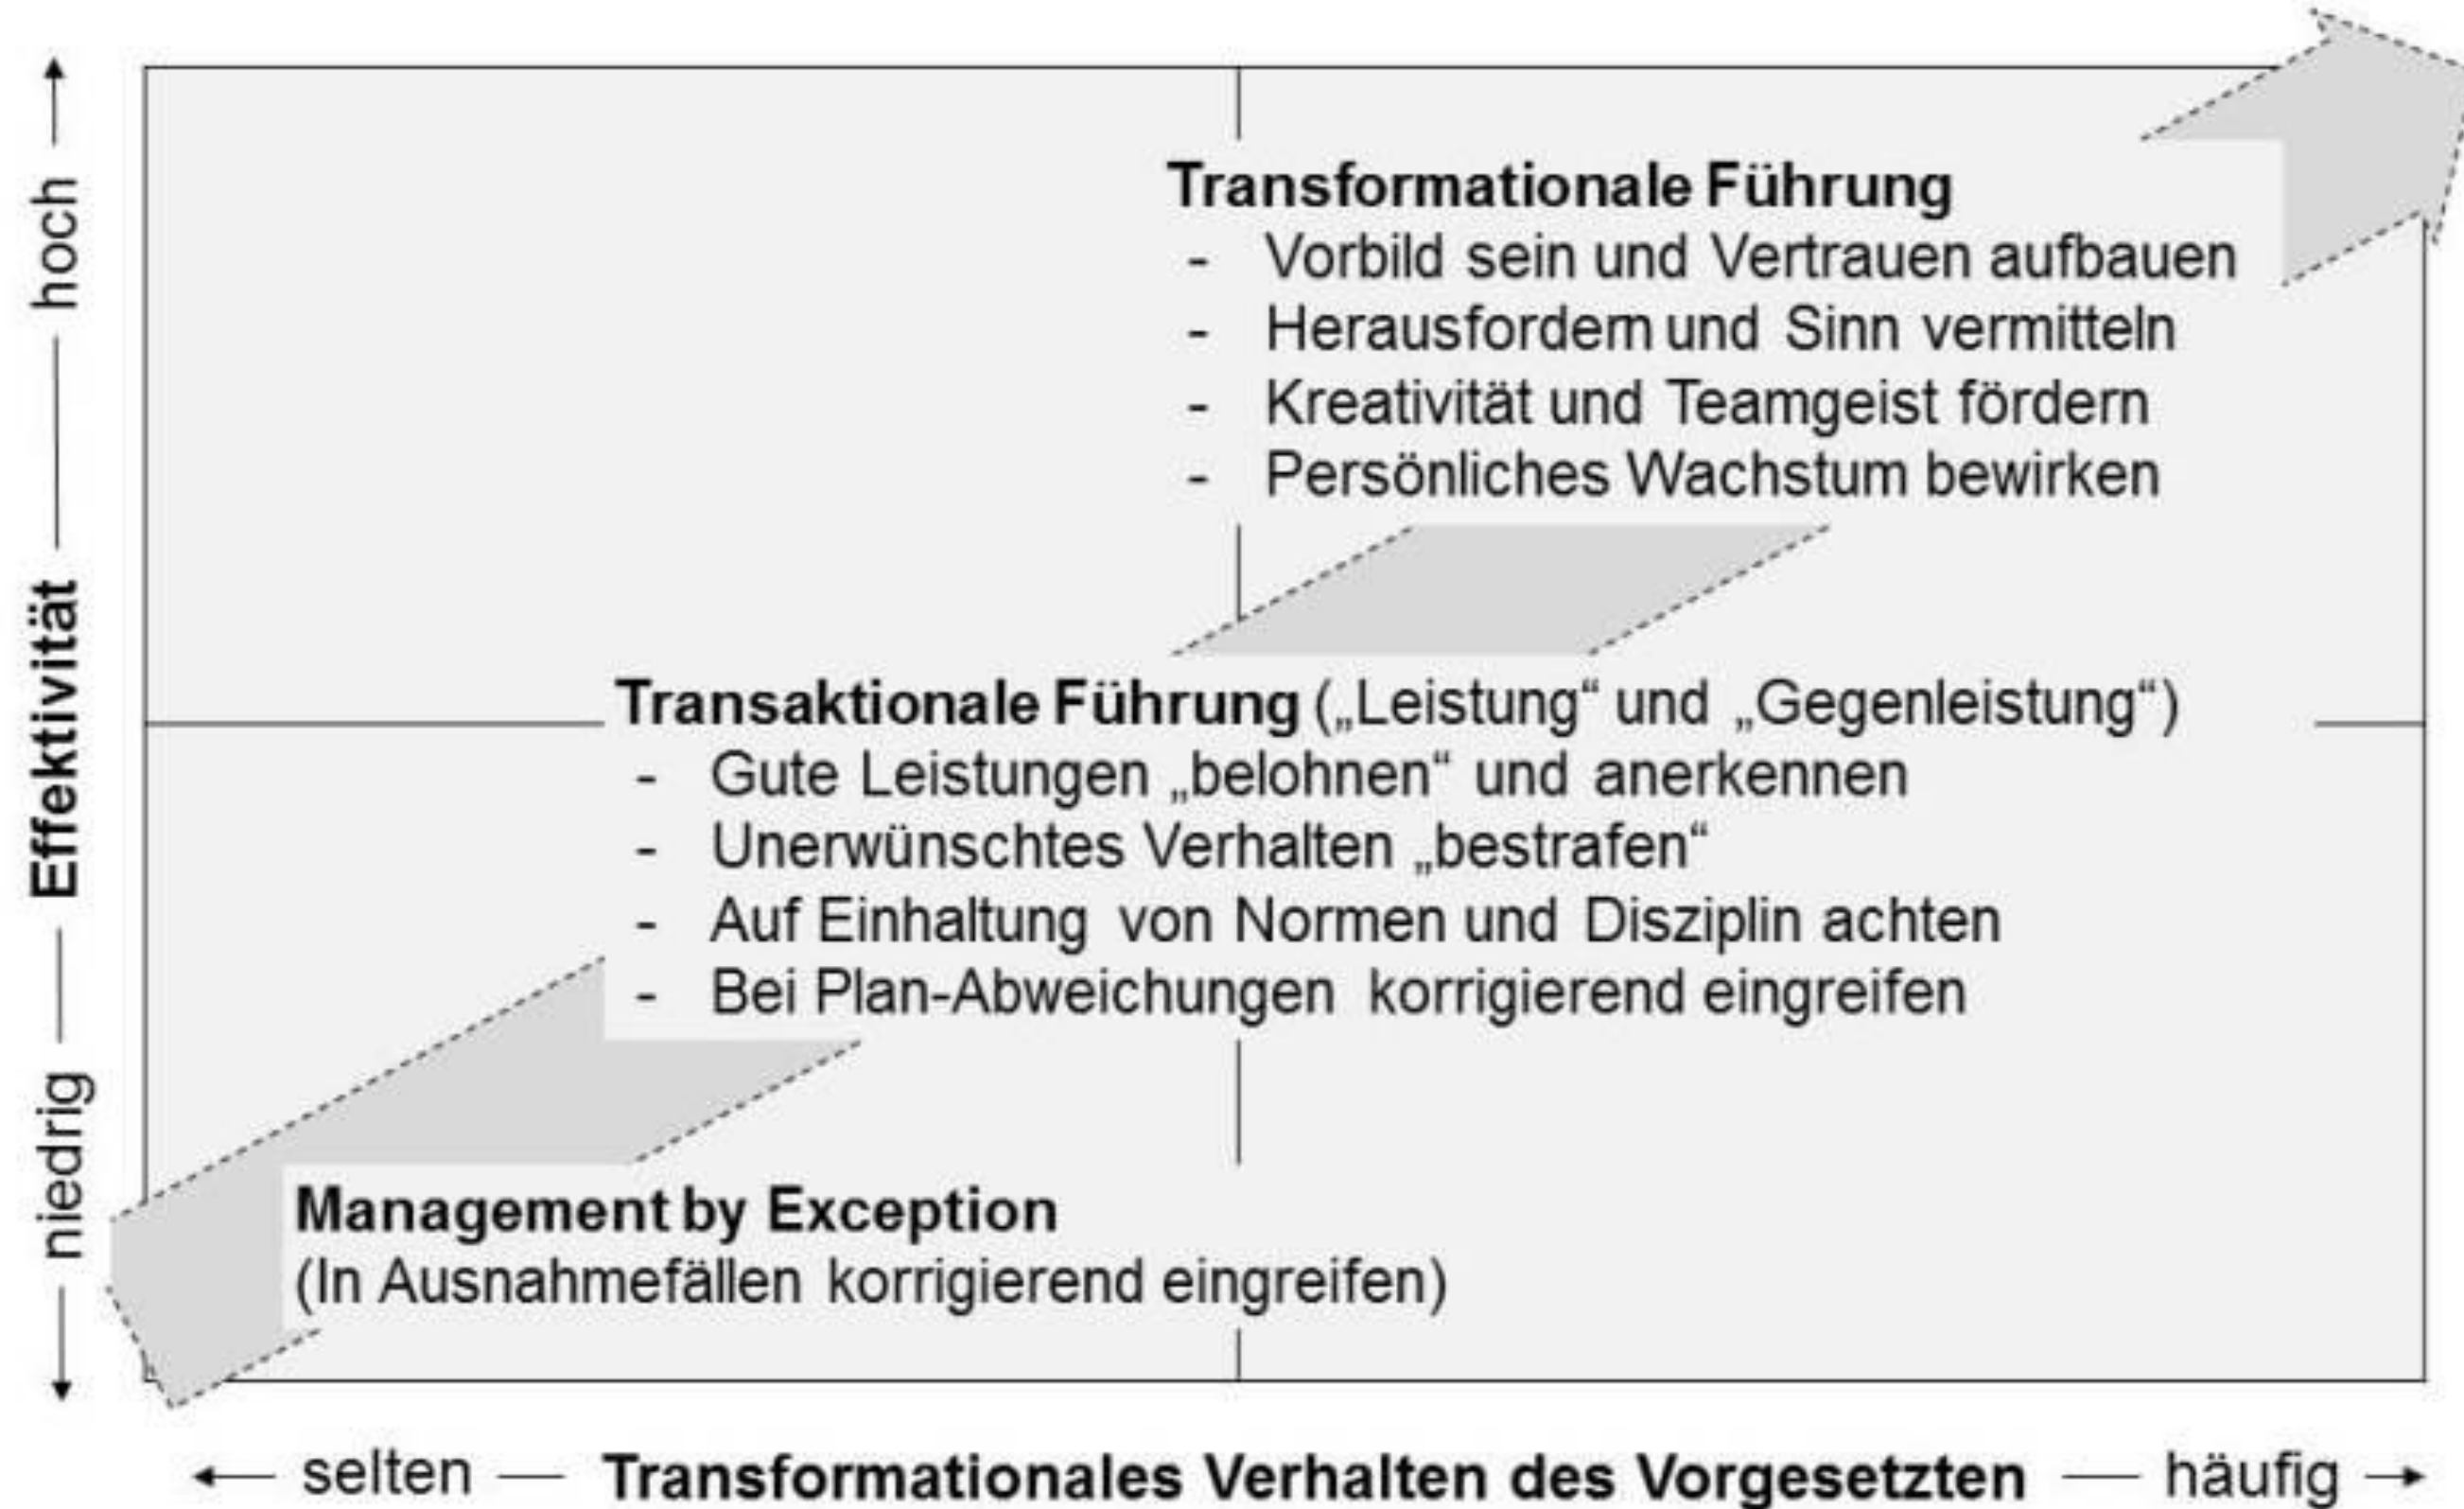 Transformationale Führung
- Vorbild sein und Vertrauen aufbauen
- Herausfordern und Sinn vermitteln
- Kreativität und Teamgeist fördern
- Persönliches Wachstum bewirken
Transaktionale Führung („Leistung“ und „Gegenleistung“)
- Gute Leistungen „belohnen“ und anerkennen
- Unerwünschtes Verhalten „bestrafen“
- Auf Einhaltung von Normen und Disziplin achten
- Bei Plan-Abweichungen korrigierend eingreifen
Management by Exception
(In Ausnahmefällen korrigierend eingreifen)
niedrig Effektivität hoch
selten Transformationales Verhalten des Vorgesetzten häufig